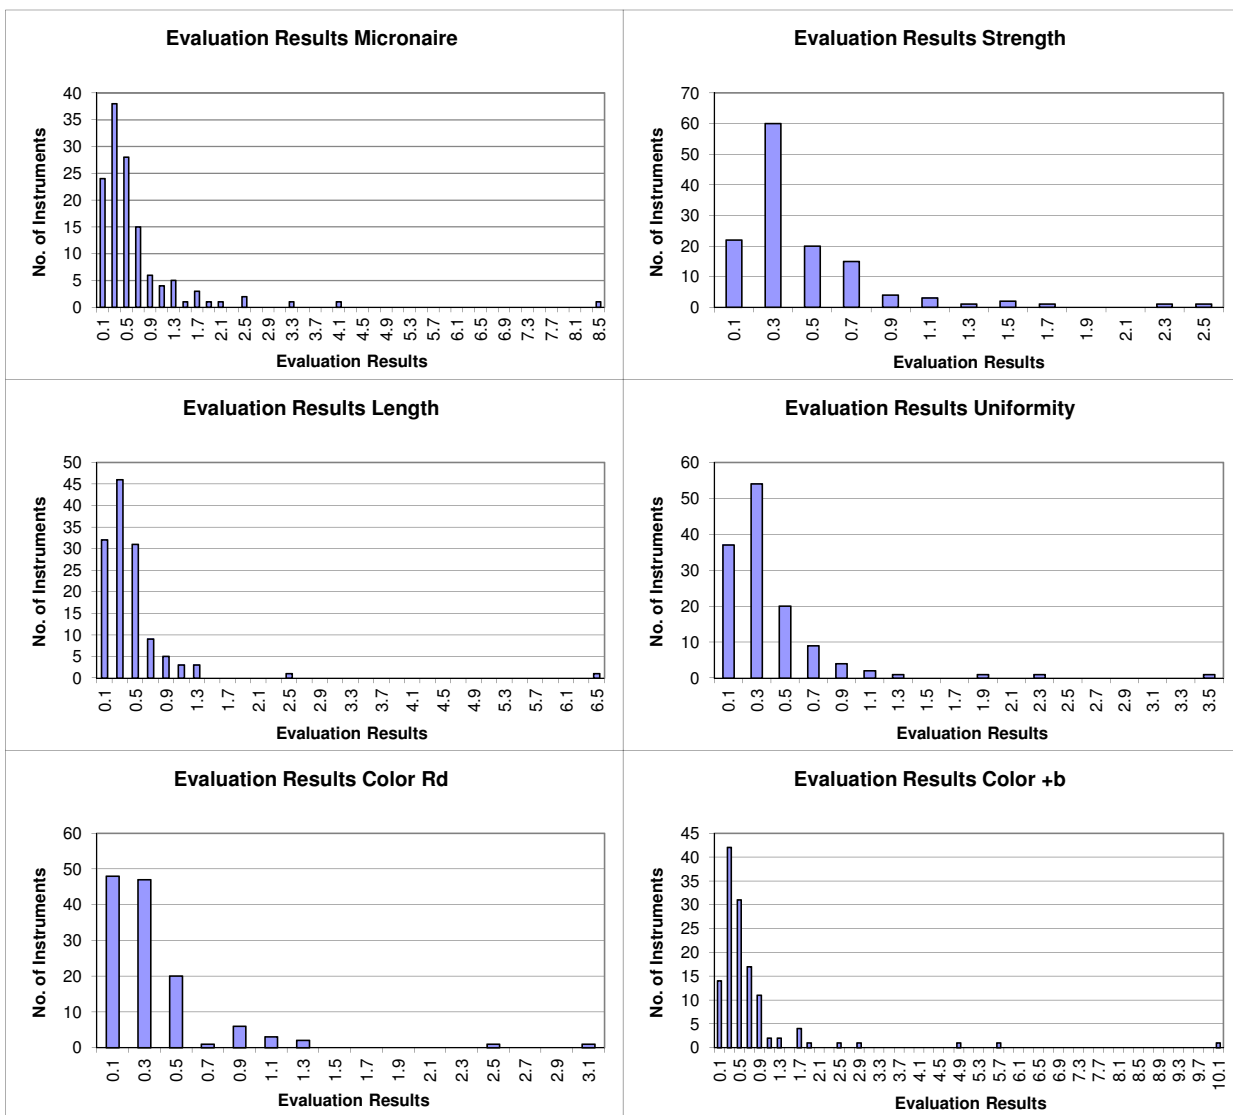 Evaluation Results Micronaire
40
35
30
25
20
15
10
5
0
No. of Instruments
0.1 0.5 0.9 1.3 1.7 2.1 2.5 2.9 3.3 3.7 4.1 4.5 4.9 5.3 5.7 6.1 6.5 6.9 7.3 7.7 8.1 8.5
Evaluation Results
Evaluation Results Strength
70
60
50
40
30
20
10
0
No. of Instruments
0.1 0.3 0.5 0.7 0.9 1.1 1.3 1.5 1.7 1.9 2.1 2.3 2.5
Evaluation Results
Evaluation Results Length
50
45
40
35
30
25
20
15
10
5
0
No. of Instruments
0.1 0.5 0.9 1.3 1.7 2.1 2.5 2.9 3.3 3.7 4.1 4.5 4.9 5.3 5.7 6.1 6.5
Evaluation Results
Evaluation Results Uniformity
60
50
40
30
20
10
0
No. of Instruments
0.1 0.3 0.5 0.7 0.9 1.1 1.3 1.5 1.7 1.9 2.1 2.3 2.5 2.7 2.9 3.1 3.3 3.5
Evaluation Results
Evaluation Results Color Rd
60
50
40
30
20
10
0
No. of Instruments
0.1 0.3 0.5 0.7 0.9 1.1 1.3 1.5 1.7 1.9 2.1 2.3 2.5 2.7 2.9 3.1
Evaluation Results
Evaluation Results Color +b
45
40
35
30
25
20
15
10
5
0
No. of Instruments
0.1 0.5 0.9 1.3 1.7 2.1 2.5 2.9 3.3 3.7 4.1 4.5 4.9 5.3 5.7 6.1 6.5 6.9 7.3 7.7 8.1 8.5 8.9 9.3 9.7 10.1
Evaluation Results